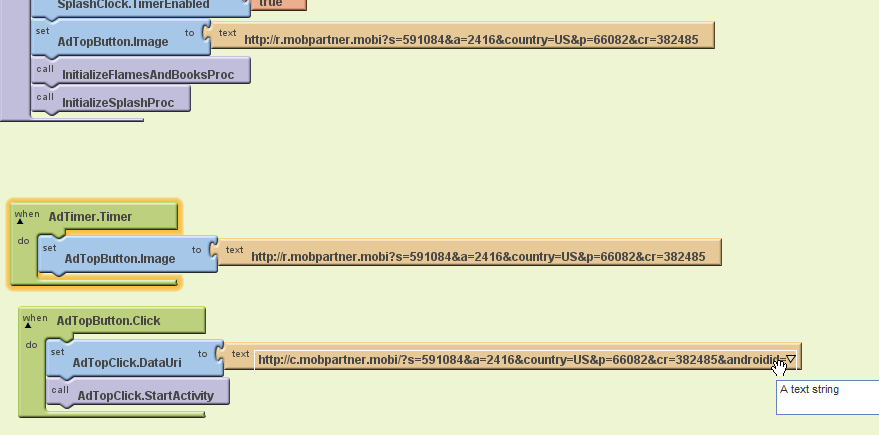 SplashClock.TimerEnabled true
set AdTopButton.Image to text http://r.mobpartner.mobi?s=591084&a=2416&country=US&p=66082&cr=382485
call InitializeFlamesAndBooksProc
call InitializeSplashProc
when AdTimer.Timer
do set AdTopButton.Image to text http://r.mobpartner.mobi?s=591084&a=2416&country=US&p=66082&cr=382485
when AdTopButton.Click
do set AdTopClick.DataUri to text http://c.mobpartner.mobi/?s=591084&a=2416&country=US&p=66082&cr=382485&androidid=
call AdTopClick.StartActivity
A text string